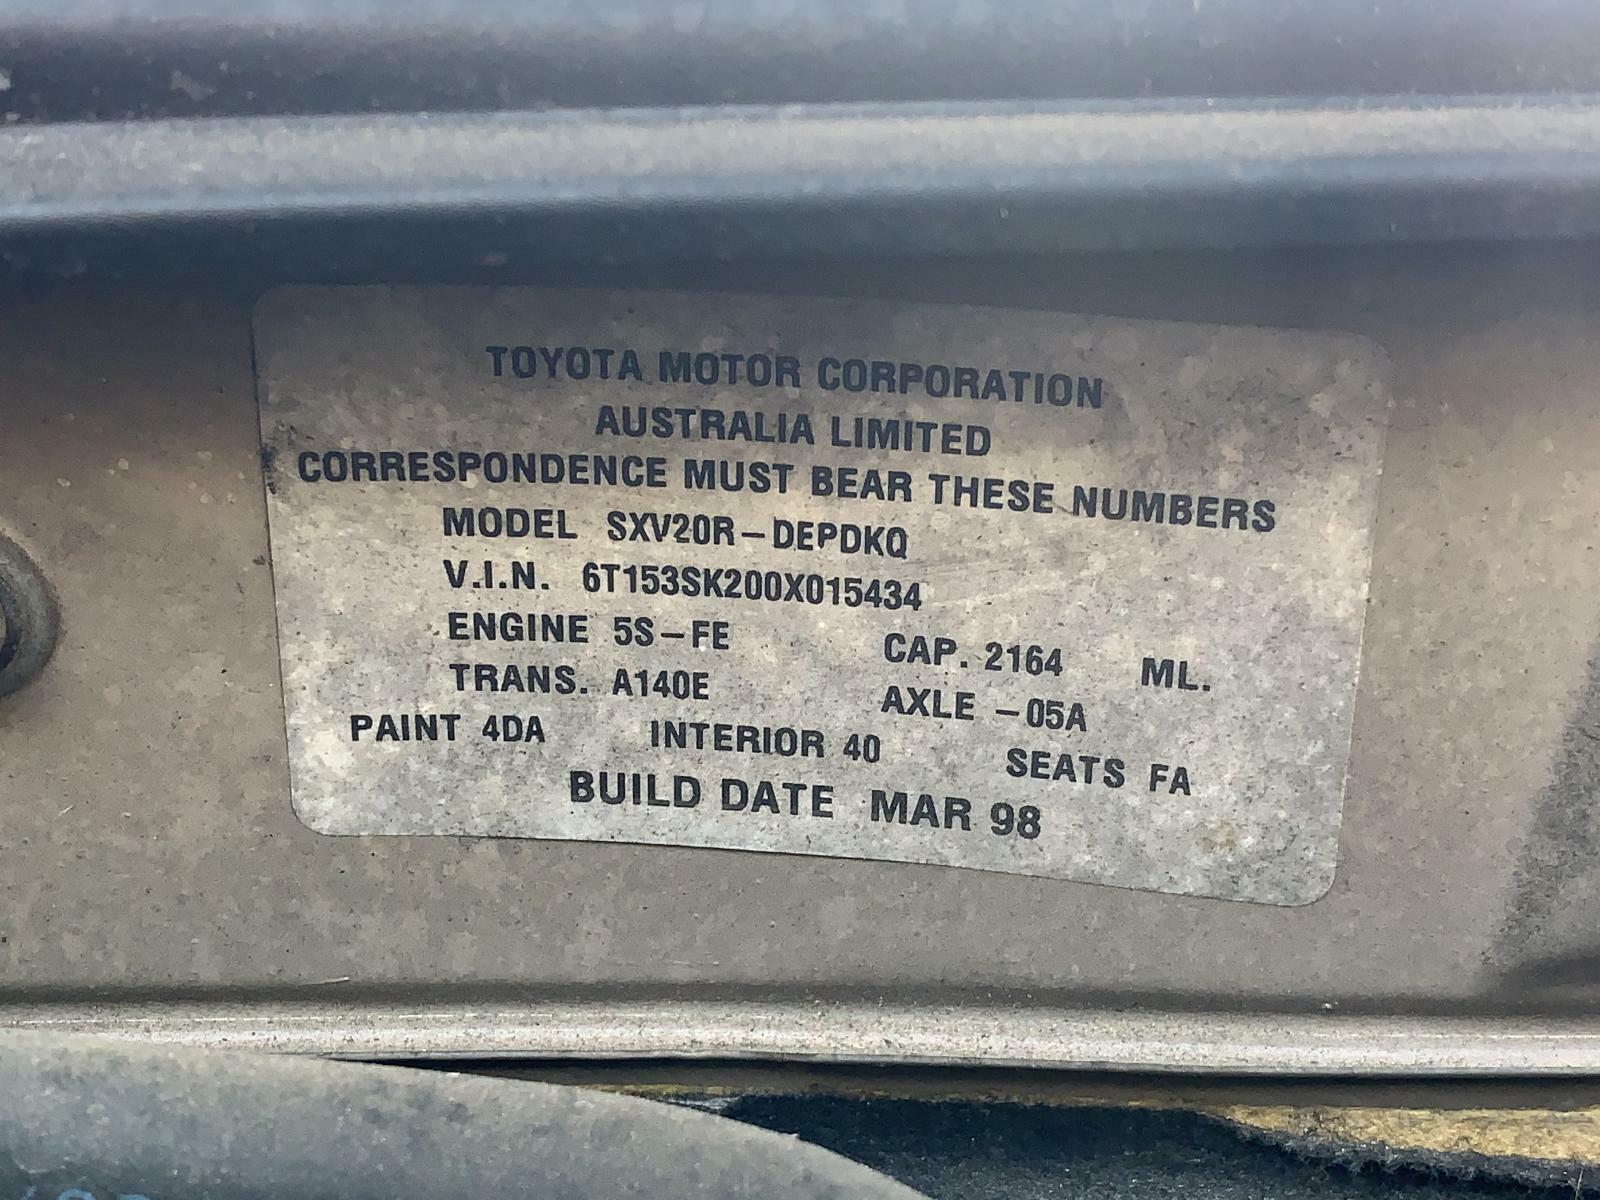 TOYOTA MOTOR CORPORATION
AUSTRALIA LIMITED
CORRESPONDENCE MUST BEAR THESE NUMBERS
MODEL SXV20R-DEPDKQ
V.I.N. 6T153SK200X015434
ENGINE 5S-FE CAP. 2164 ML.
TRANS. A140E AXLE -05A
PAINT 4DA INTERIOR 40 SEATS FA
BUILD DATE MAR 98